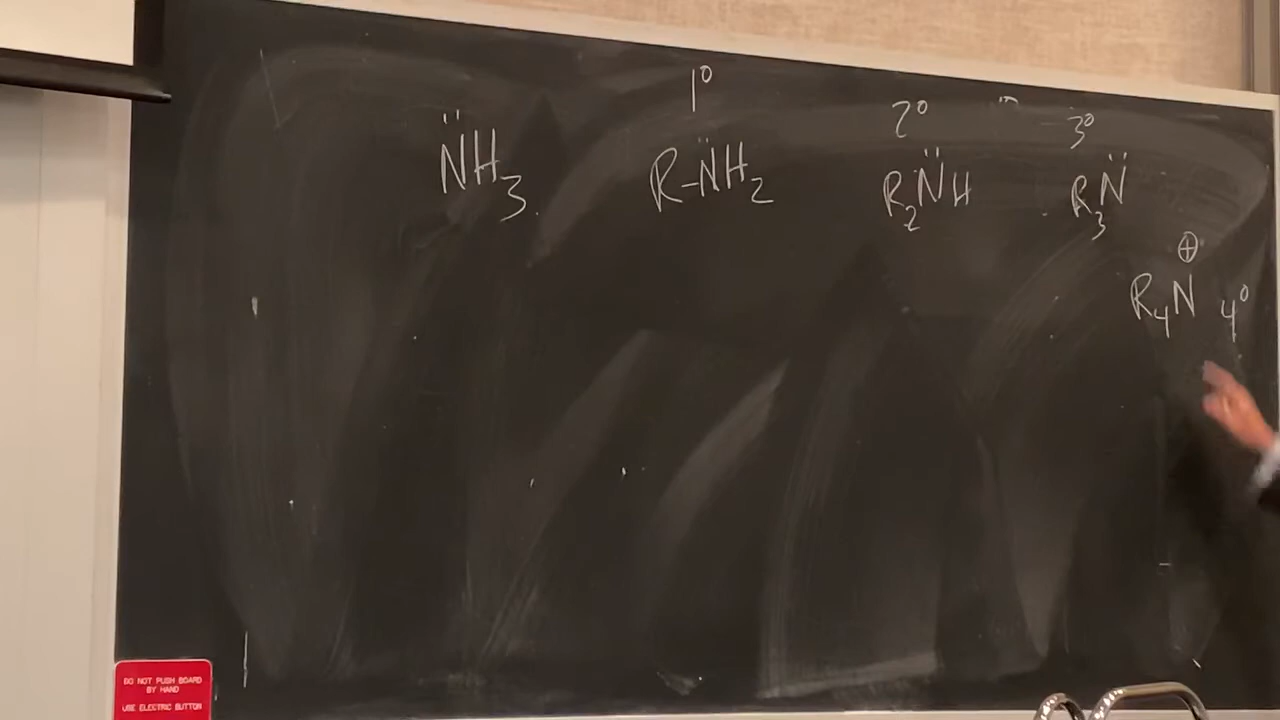 1°
2°
3°
N̈H₃
R-N̈H₂
R₂N̈H
R₃N̈
⊕
R₄N 4°
DO NOT PUSH BOARD
BY HAND
USE ELECTRIC BUTTON